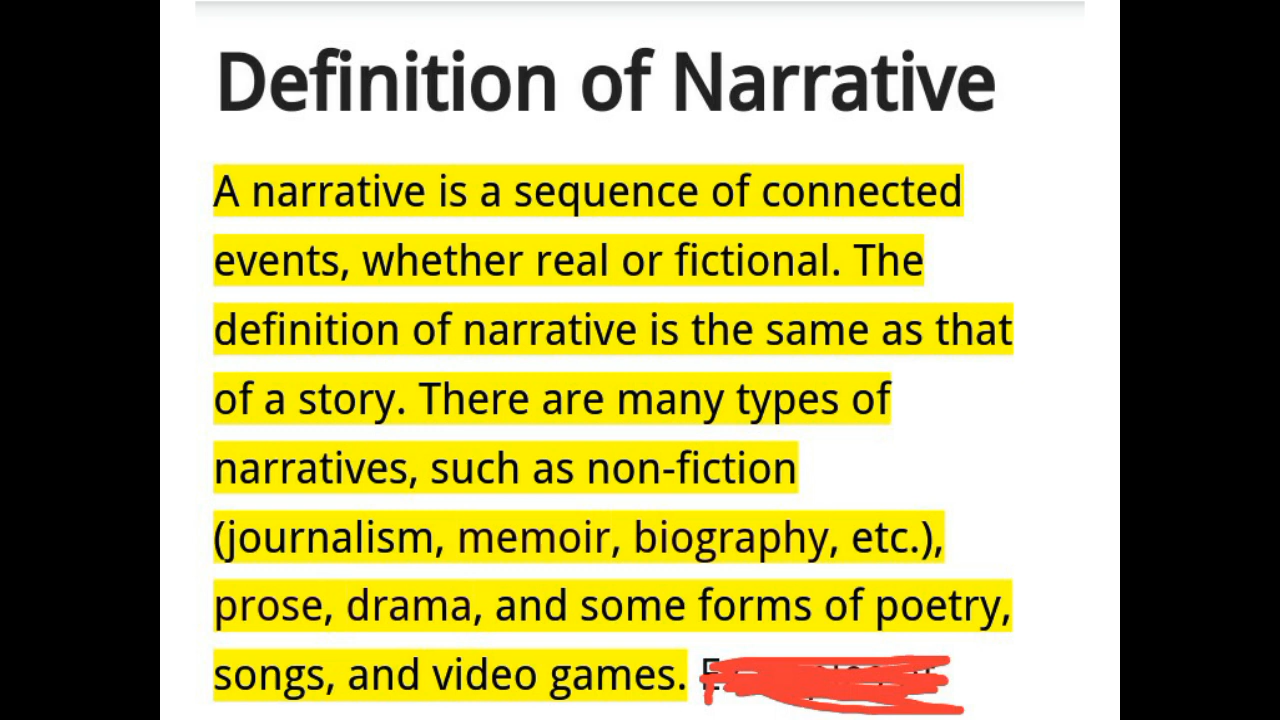 Definition of Narrative
A narrative is a sequence of connected
events, whether real or fictional. The
definition of narrative is the same as that
of a story. There are many types of
narratives, such as non-fiction
(journalism, memoir, biography, etc.),
prose, drama, and some forms of poetry,
songs, and video games.